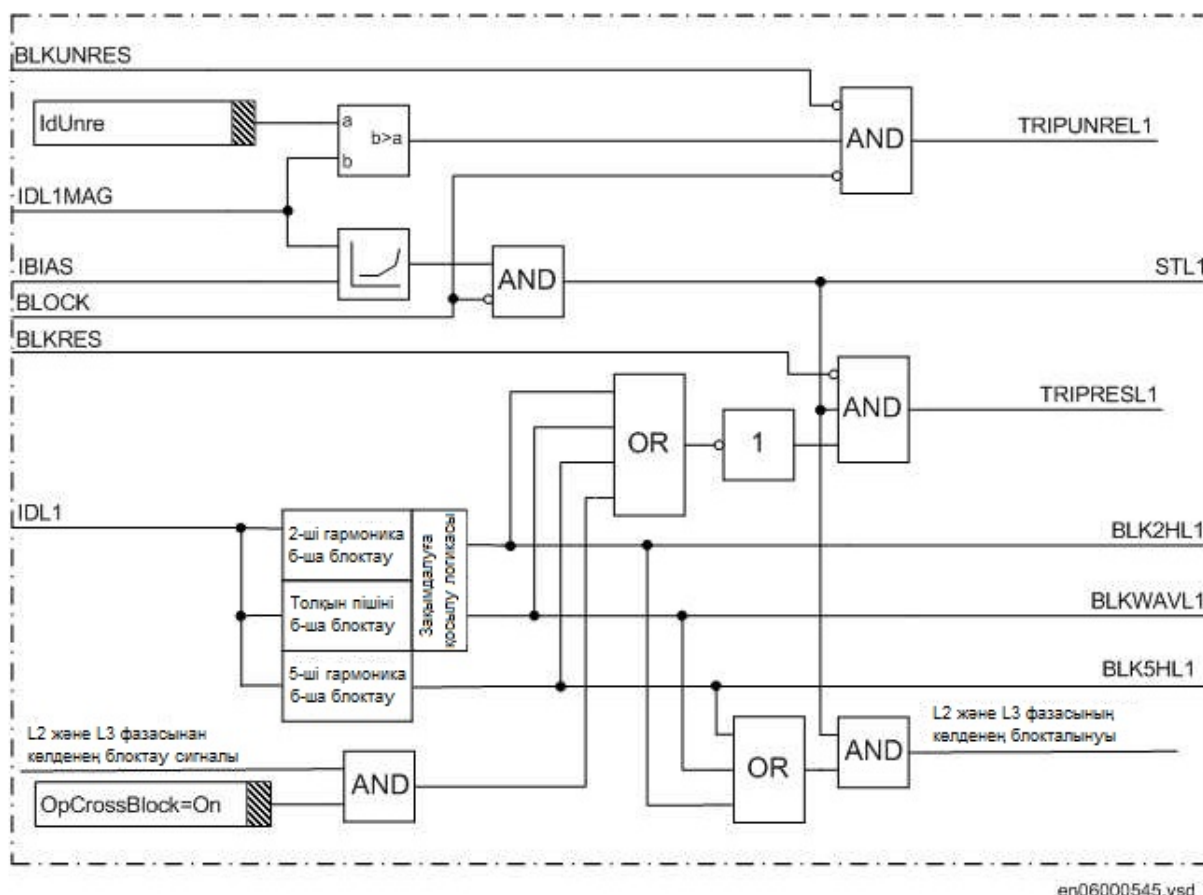 BLKUNRES
IdUnre
a
b>a
b
AND
TRIPUNREL1
IDL1MAG
IBIAS
AND
STL1
BLOCK
BLKRES
AND
TRIPRESL1
OR
1
IDL1
2-ші гармоника
б-ша блоктау
Толқын пішіні
б-ша блоктау
5-ші гармоника
б-ша блоктау
Зақымдалуға
қосылу логикасы
BLK2HL1
BLKWAVL1
BLK5HL1
L2 және L3 фазасынан
көлденең блоктау сигналы
AND
OpCrossBlock=On
OR
AND
L2 және L3 фазасының
көлденең блокталынуы
en06000545.vsd